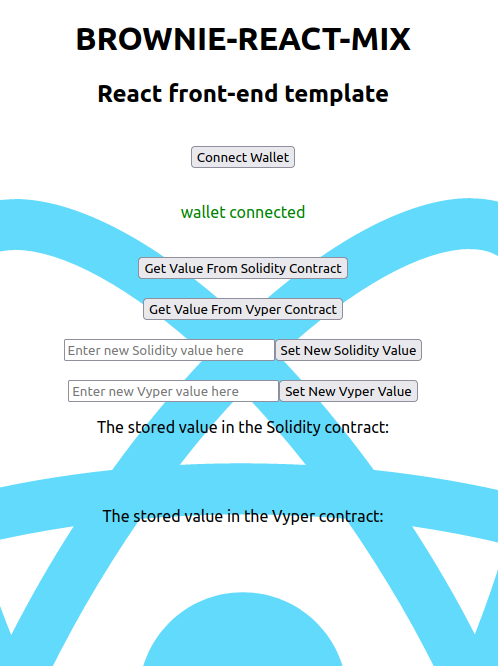 BROWNIE-REACT-MIX
React front-end template
Connect Wallet
wallet connected
Get Value From Solidity Contract
Get Value From Vyper Contract
Enter new Solidity value here Set New Solidity Value
Enter new Vyper value here Set New Vyper Value
The stored value in the Solidity contract:
The stored value in the Vyper contract: